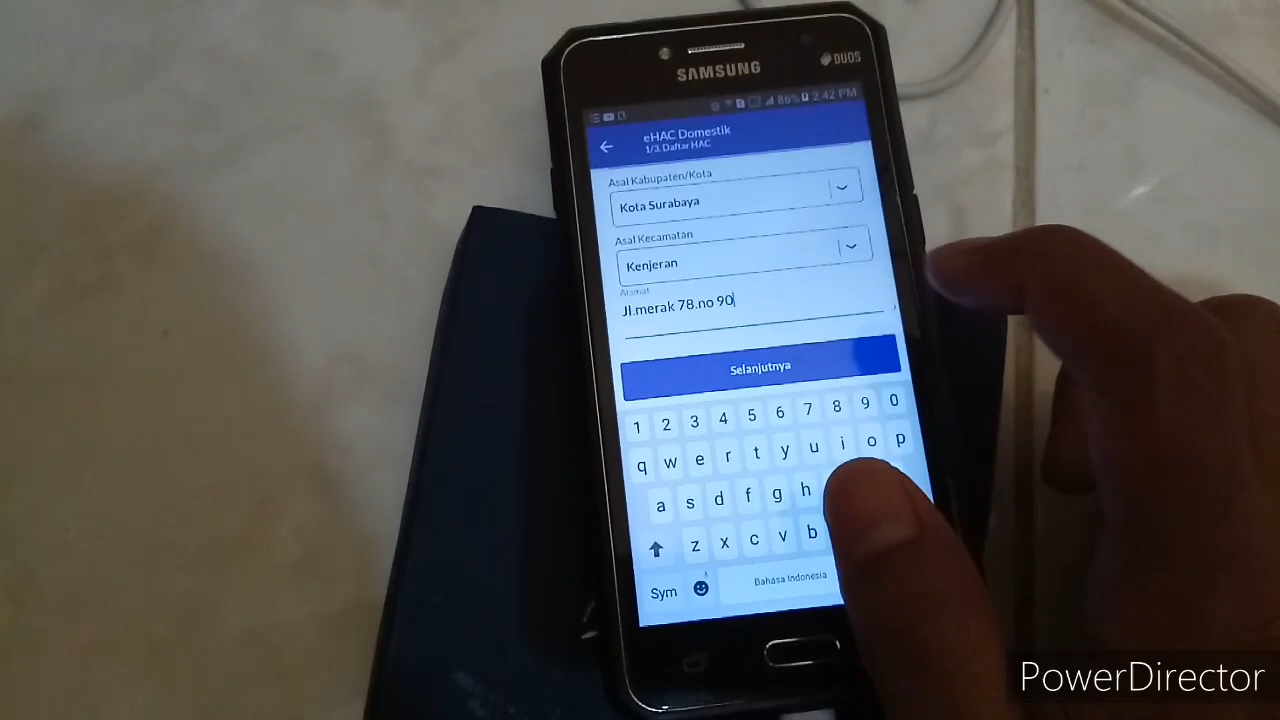 SAMSUNG
DUOS
86% 2.42 PM
eHAC Domestik
1/3. Daftar HAC
Asal Kabupaten/Kota
Kota Surabaya
Asal Kecamatan
Kenjeran
Alamat
Jl.merak 78.no 90
Selanjutnya
1 2 3 4 5 6 7 8 9 0
q w e r t y u i o p
a s d f g h
z x c v b
Sym Bahasa Indonesia
PowerDirector